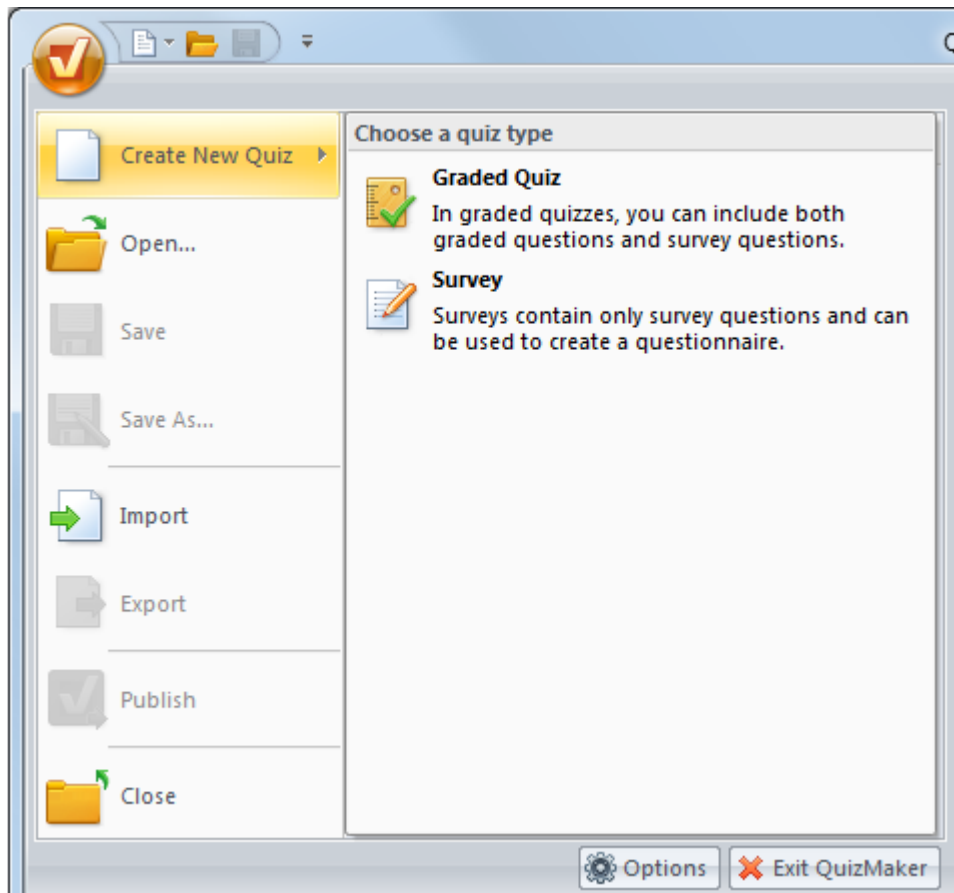 Q
Create New Quiz
Open...
Save
Save As...
Import
Export
Publish
Close
Choose a quiz type
Graded Quiz
In graded quizzes, you can include both
graded questions and survey questions.
Survey
Surveys contain only survey questions and can
be used to create a questionnaire.
Options
Exit QuizMaker